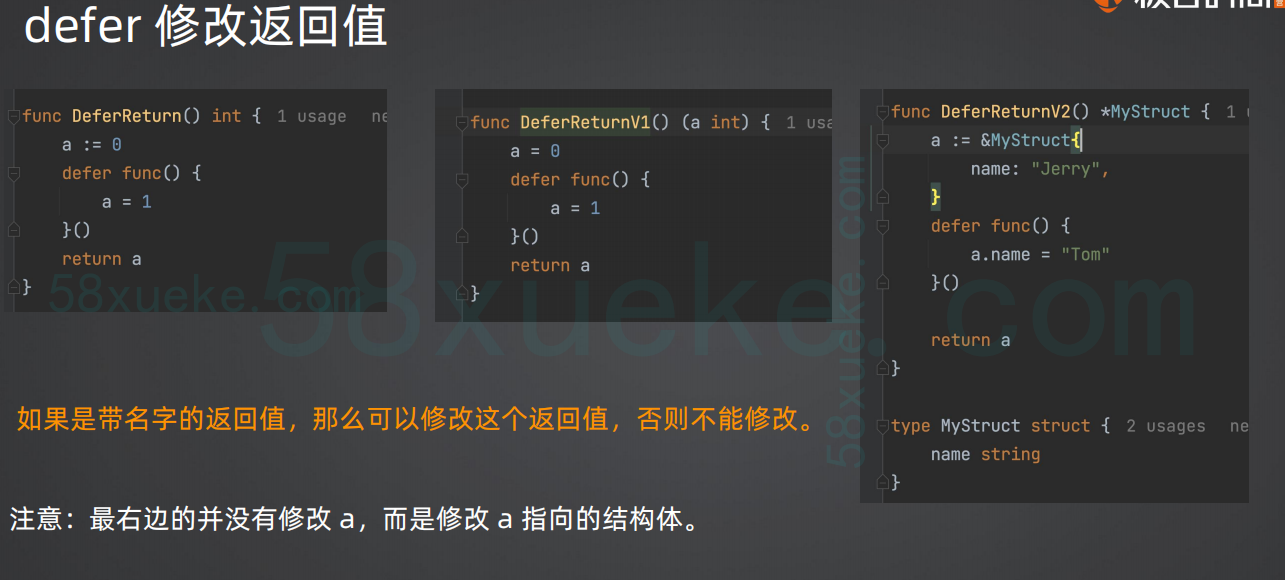 defer 修改返回值
func DeferReturn() int { 1 usage ne
a := 0
defer func() {
a = 1
}()
return a
}
func DeferReturnV1() (a int) { 1 usa
a = 0
defer func() {
a = 1
}()
return a
}
func DeferReturnV2() *MyStruct { 1 u
a := &MyStruct{
name: "Jerry",
}
defer func() {
a.name = "Tom"
}()
return a
}
type MyStruct struct { 2 usages ne
name string
}
如果是带名字的返回值，那么可以修改这个返回值，否则不能修改。
注意：最右边的并没有修改 a，而是修改 a 指向的结构体。
58xueke.com
58xueke.com
58xueke.com